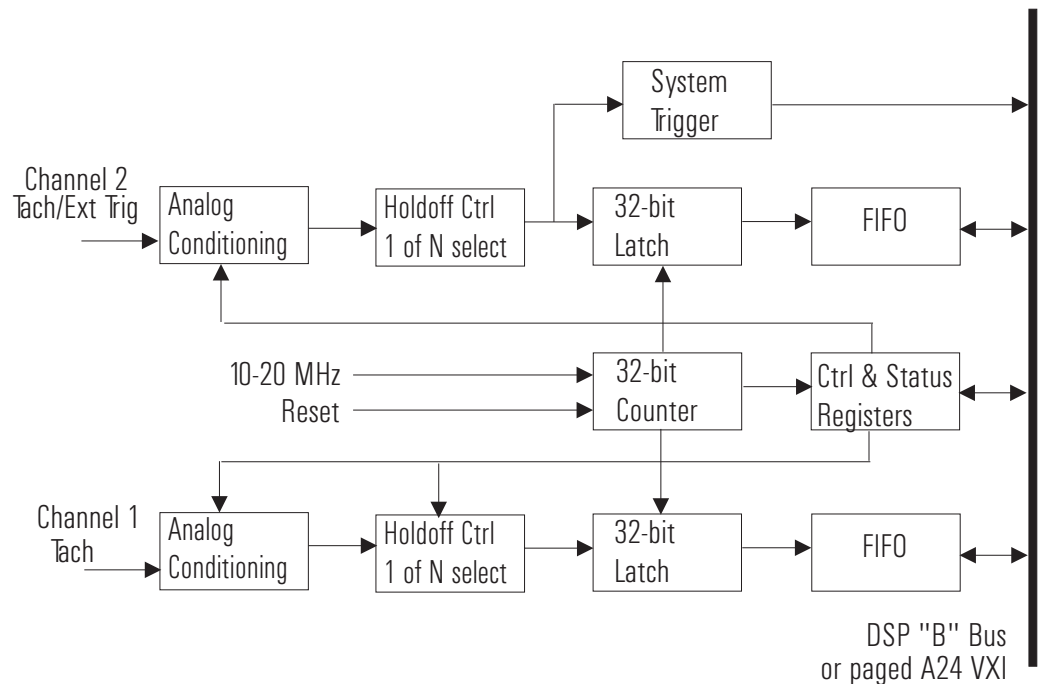 System
Trigger
Channel 2
Tach/Ext Trig
Analog
Conditioning
Holdoff Ctrl
1 of N select
32-bit
Latch
FIFO
10-20 MHz
Reset
32-bit
Counter
Ctrl & Status
Registers
Channel 1
Tach
Analog
Conditioning
Holdoff Ctrl
1 of N select
32-bit
Latch
FIFO
DSP "B" Bus
or paged A24 VXI